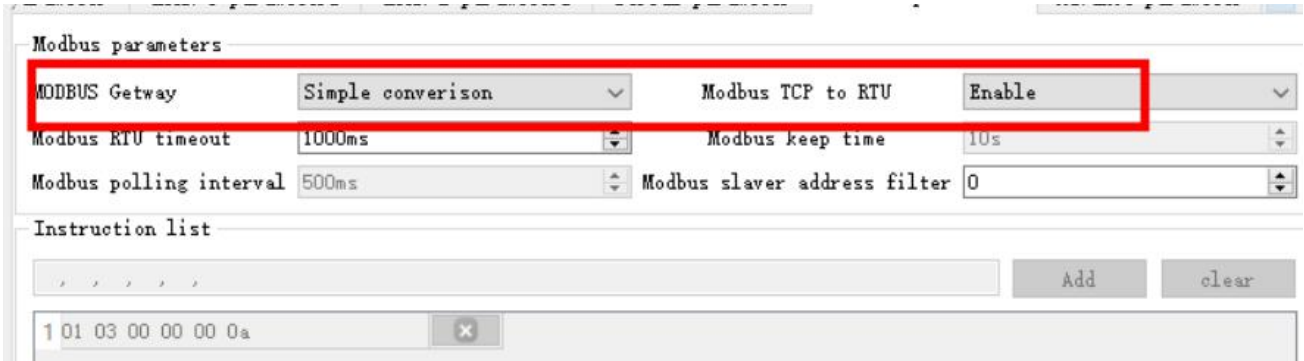 Modbus parameters
MODBUS Getway Simple converison Modbus TCP to RTU Enable
Modbus RTU timeout 1000ms Modbus keep time 10s
Modbus polling interval 500ms Modbus slaver address filter 0
Instruction list
, , , , , Add clear
1 01 03 00 00 00 0a